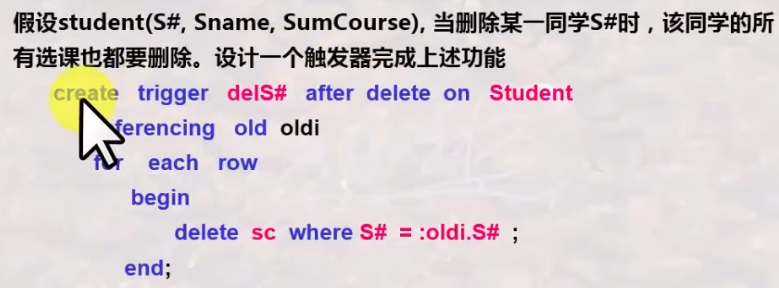 假设student(S#, Sname, SumCourse), 当删除某一同学S#时，该同学的所
有选课也都要删除。设计一个触发器完成上述功能
create trigger delS# after delete on Student
ferencing old oldi
for each row
begin
delete sc where S# = :oldi.S# ;
end;